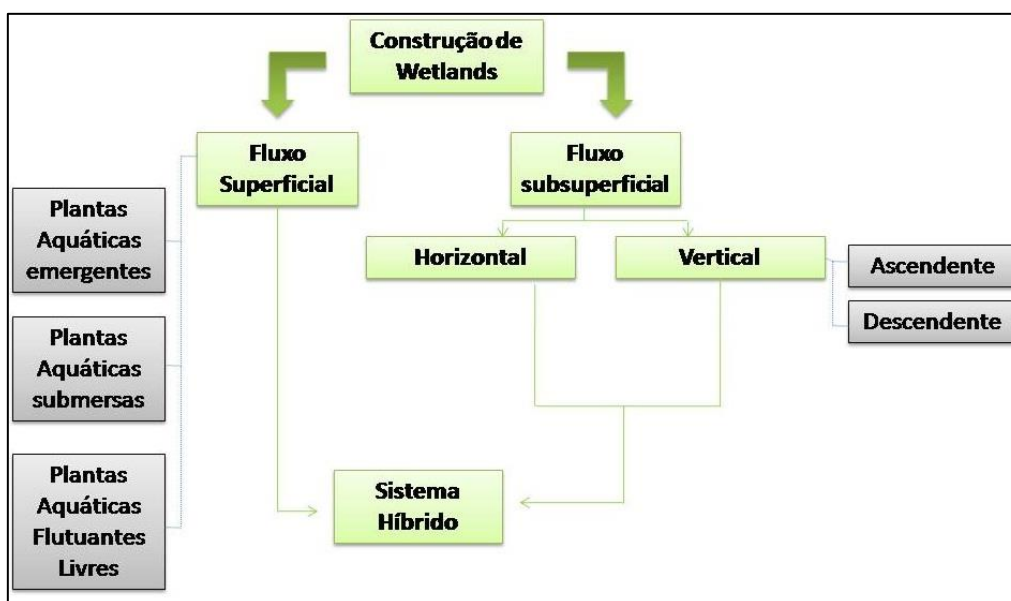 Construção de
Wetlands
Fluxo
Superficial
Fluxo
subsuperficial
Plantas
Aquáticas
emergentes
Horizontal
Vertical
Ascendente
Descendente
Plantas
Aquáticas
submersas
Plantas
Aquáticas
Flutuantes
Livres
Sistema
Híbrido